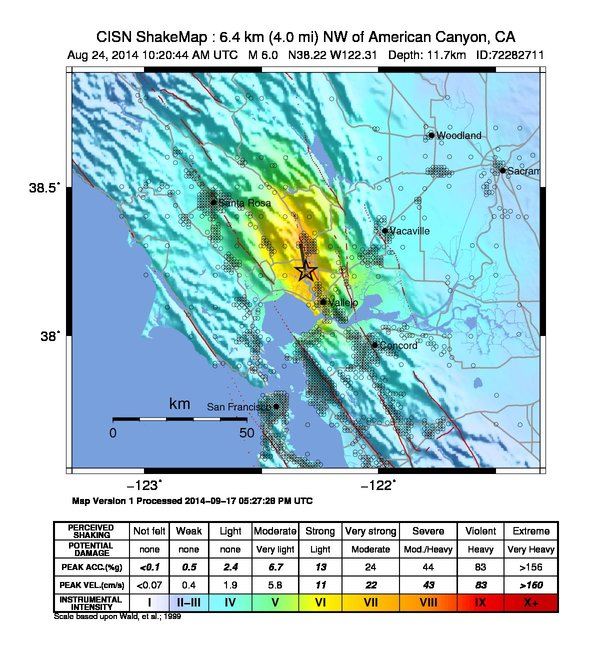 CISN ShakeMap : 6.4 km (4.0 mi) NW of American Canyon, CA
Aug 24, 2014 10:20:44 AM UTC M 6.0 N38.22 W122.31 Depth: 11.7km ID:72282711
Woodland
Sacram
38.5°
Santa Rosa
Vacaville
Vallejo
38°
Concord
km
San Francisco
0 50
−123° −122°
Map Version 1 Processed 2014−09−17 05:27:28 PM UTC
PERCEIVED SHAKING Not felt Weak Light Moderate Strong Very strong Severe Violent Extreme
POTENTIAL DAMAGE none none none Very light Light Moderate Mod./Heavy Heavy Very Heavy
PEAK ACC.(%g) <0.1 0.5 2.4 6.7 13 24 44 83 >156
PEAK VEL.(cm/s) <0.07 0.4 1.9 5.8 11 22 43 83 >160
INSTRUMENTAL INTENSITY I II−III IV V VI VII VIII IX X+
Scale based upon Wald, et al.; 1999